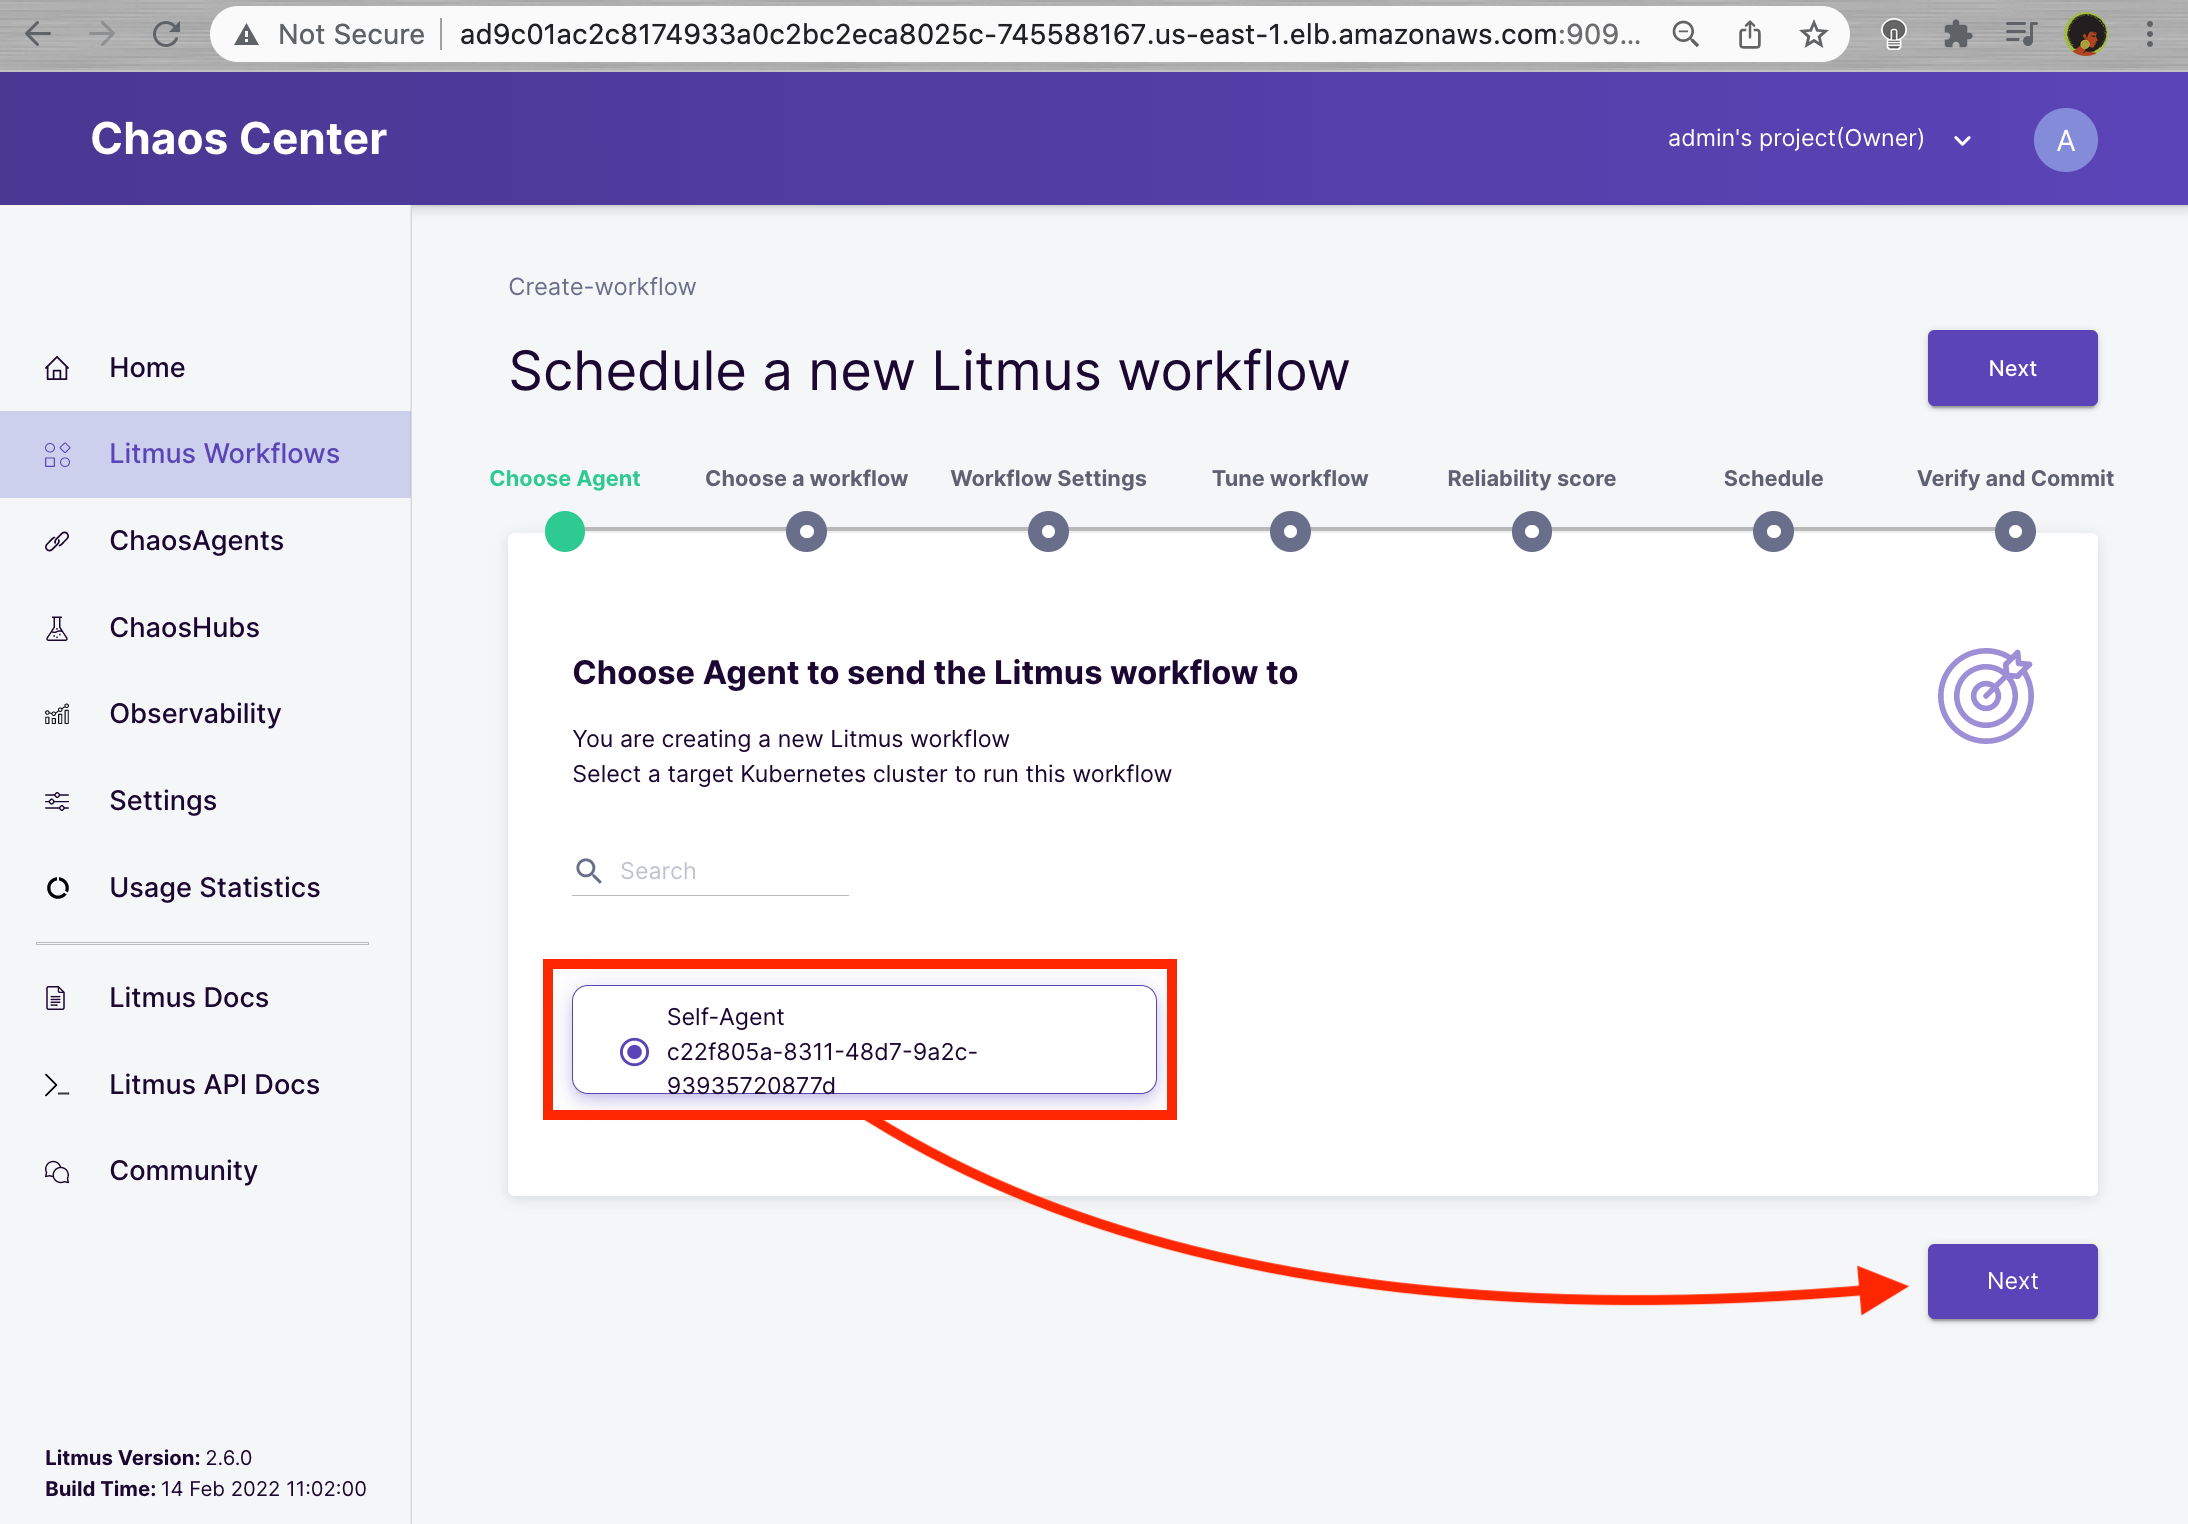 Not Secure
ad9c01ac2c8174933a0c2bc2eca8025c-745588167.us-east-1.elb.amazonaws.com:909...
Chaos Center
admin's project(Owner)
A
Create-workflow
Schedule a new Litmus workflow
Next
Home
Litmus Workflows
ChaosAgents
ChaosHubs
Observability
Settings
Usage Statistics
Litmus Docs
Litmus API Docs
Community
Choose Agent
Choose a workflow
Workflow Settings
Tune workflow
Reliability score
Schedule
Verify and Commit
Choose Agent to send the Litmus workflow to
You are creating a new Litmus workflow
Select a target Kubernetes cluster to run this workflow
Search
Self-Agent
c22f805a-8311-48d7-9a2c-
93935720877d
Next
Litmus Version: 2.6.0
Build Time: 14 Feb 2022 11:02:00